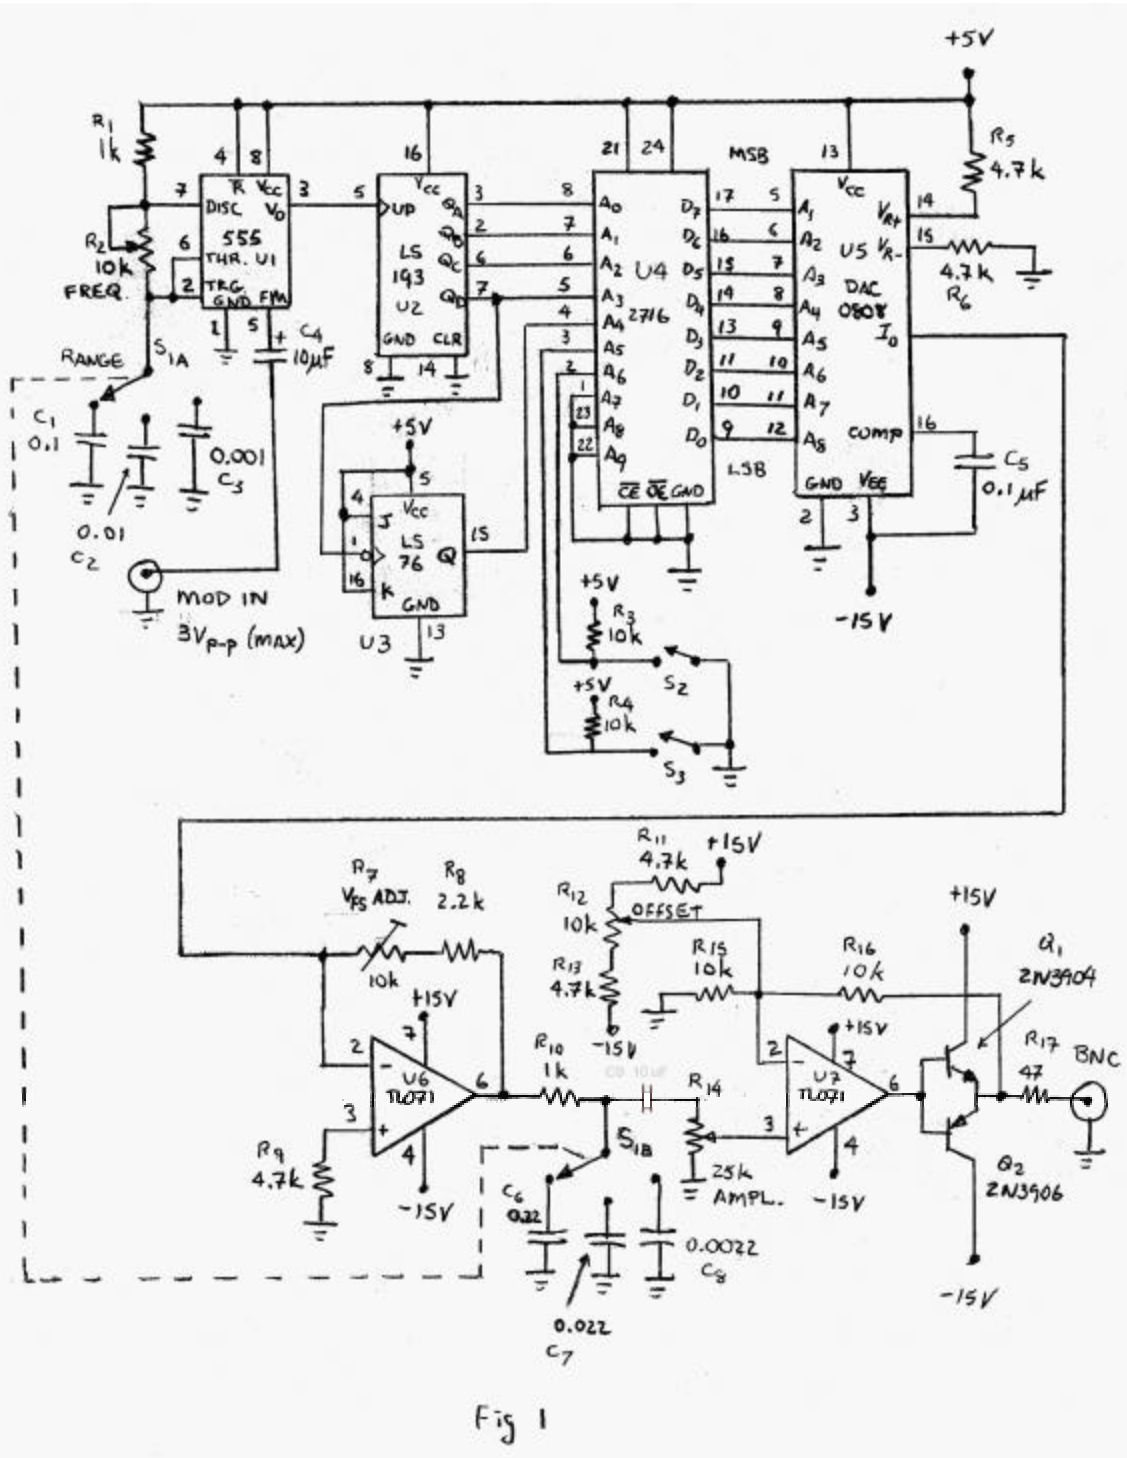 +5V
R1
1k
4
8
16
21
24
MSB
13
R5
4.7k
7
R
VCC
3
5
VCC
QA
3
8
A0
D7
17
5
A1
VCC
VR+
14
DISC
VO
UP
QB
2
7
A1
D6
16
6
A2
U5
VR-
15
R2
10k
6
555
THR. U1
LS
193
U2
QC
6
6
A2
U4
D5
15
7
A3
DAC
0808
4.7k
R6
FREQ.
2
TRG.
GND
FM
QD
7
5
A3
2716
D4
14
8
A4
IO
1
5
+
C4
10µF
GND
CLR
8
14
4
A4
D3
13
9
A5
3
A5
D2
11
10
A6
2
A6
D1
10
11
A7
1
A7
D0
9
12
A8
COMP
16
23
A8
22
A9
LSB
C5
0.1µF
CE
OE
GND
GND
VEE
2
3
-15V
RANGE
S1A
C1
0.1
0.01
C2
0.001
C3
MOD IN
3Vp-p (MAX)
+5V
5
4
J
VCC
1
LS
76
Q
15
16
K
GND
U3
13
+5V
R3
10k
S2
+5V
R4
10k
S3
R7
VFS ADJ.
10k
R8
2.2k
R11
4.7k
+15V
R12
10k
OFFSET
R13
4.7k
-15V
R15
10k
R16
10k
+15V
Q1
2N3904
+15V
7
2
-
U6
TL071
6
3
+
4
-15V
R9
4.7k
R10
1k
C9 10uF
R14
25k
AMPL.
+15V
7
2
-
U7
TL071
6
3
+
4
-15V
R17
47
BNC
Q2
2N3906
-15V
S1B
C6
0.22
0.022
C7
0.0022
C8
Fig 1